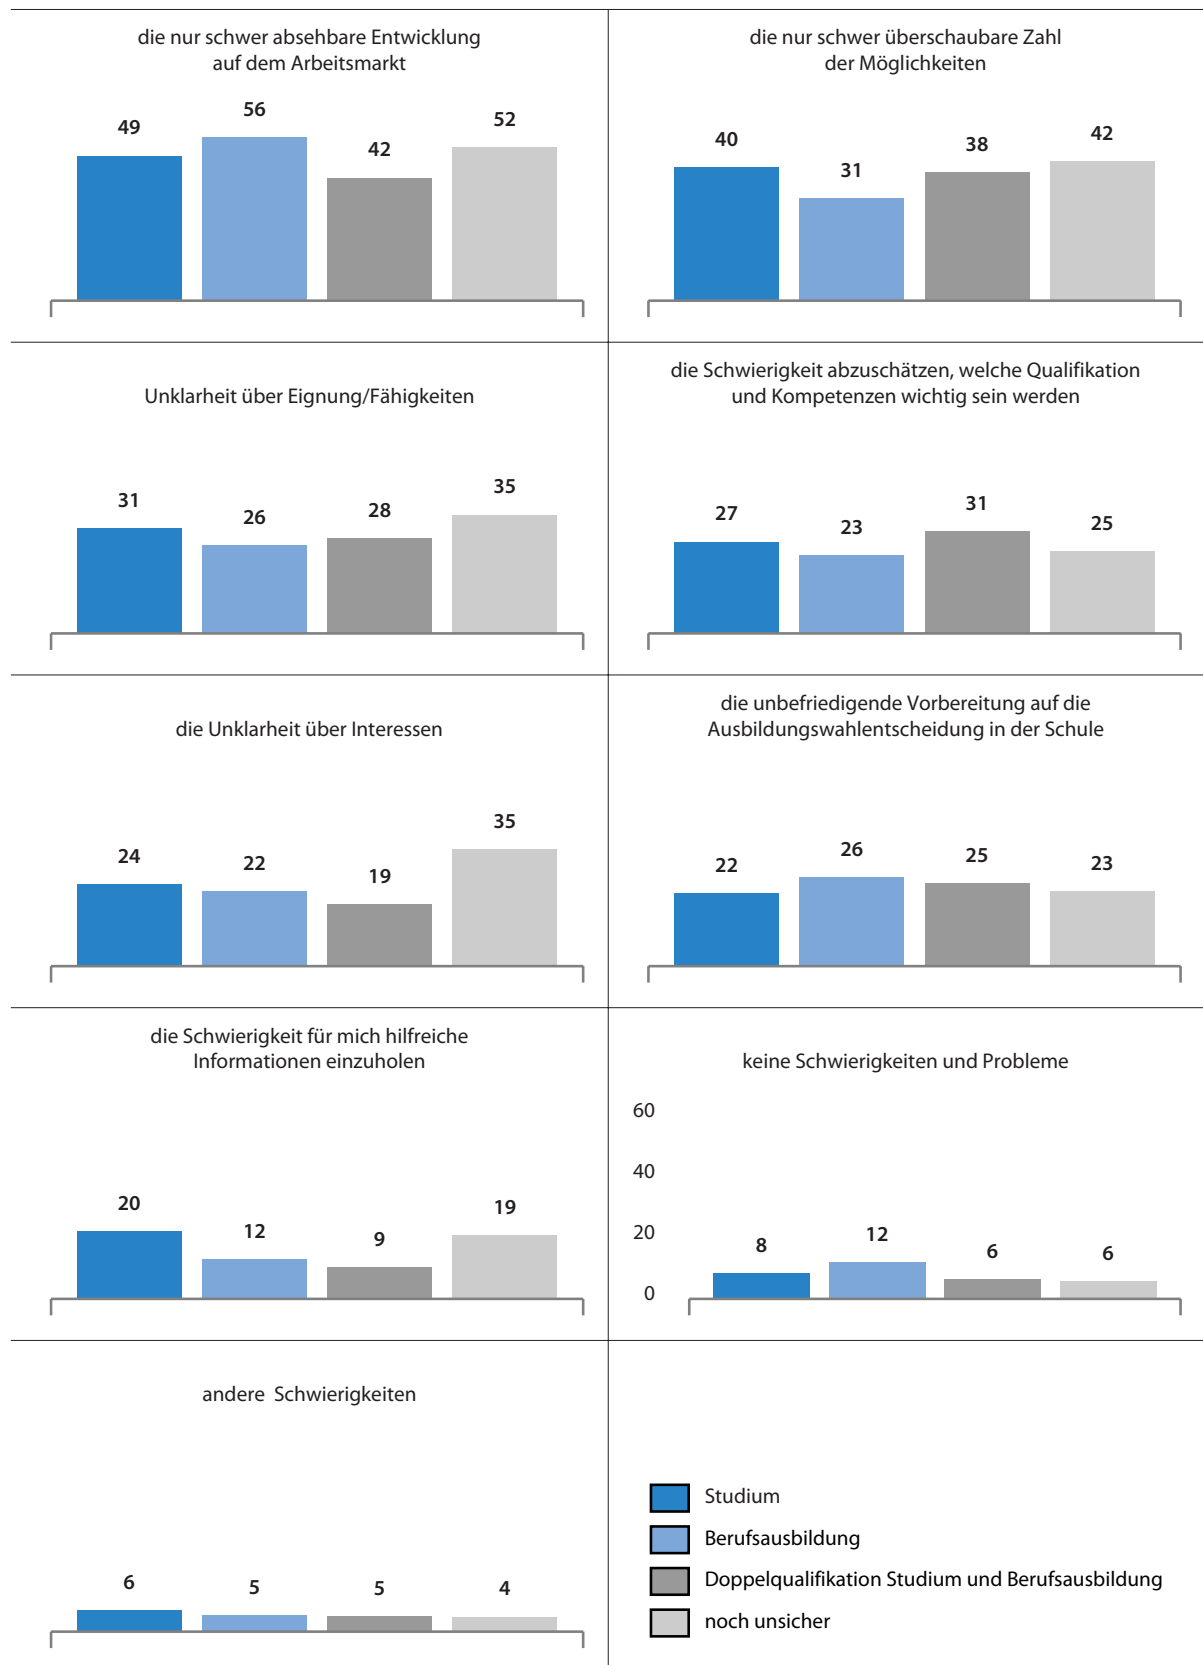 die nur schwer absehbare Entwicklung
auf dem Arbeitsmarkt
49
56
42
52
die nur schwer überschaubare Zahl
der Möglichkeiten
40
31
38
42
Unklarheit über Eignung/Fähigkeiten
31
26
28
35
die Schwierigkeit abzuschätzen, welche Qualifikation
und Kompetenzen wichtig sein werden
27
23
31
25
die Unklarheit über Interessen
24
22
19
35
die unbefriedigende Vorbereitung auf die
Ausbildungswahlentscheidung in der Schule
22
26
25
23
die Schwierigkeit für mich hilfreiche
Informationen einzuholen
20
12
9
19
keine Schwierigkeiten und Probleme
60
40
20
0
8
12
6
6
andere Schwierigkeiten
6
5
5
4
Studium
Berufsausbildung
Doppelqualifikation Studium und Berufsausbildung
noch unsicher